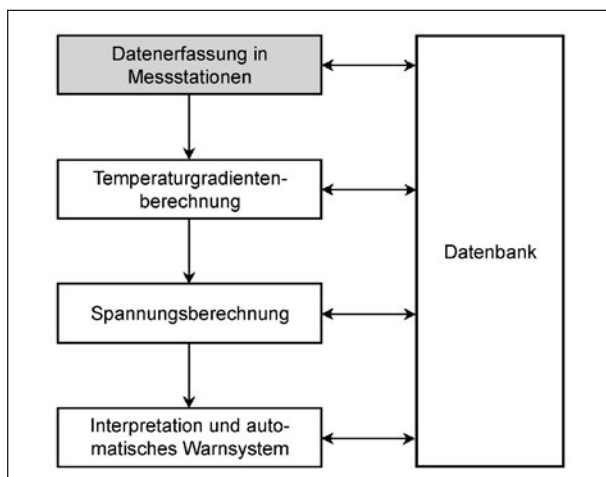 Datenerfassung in
Messstationen
Temperaturgradienten-
berechnung
Spannungsberechnung
Interpretation und auto-
matisches Warnsystem
Datenbank